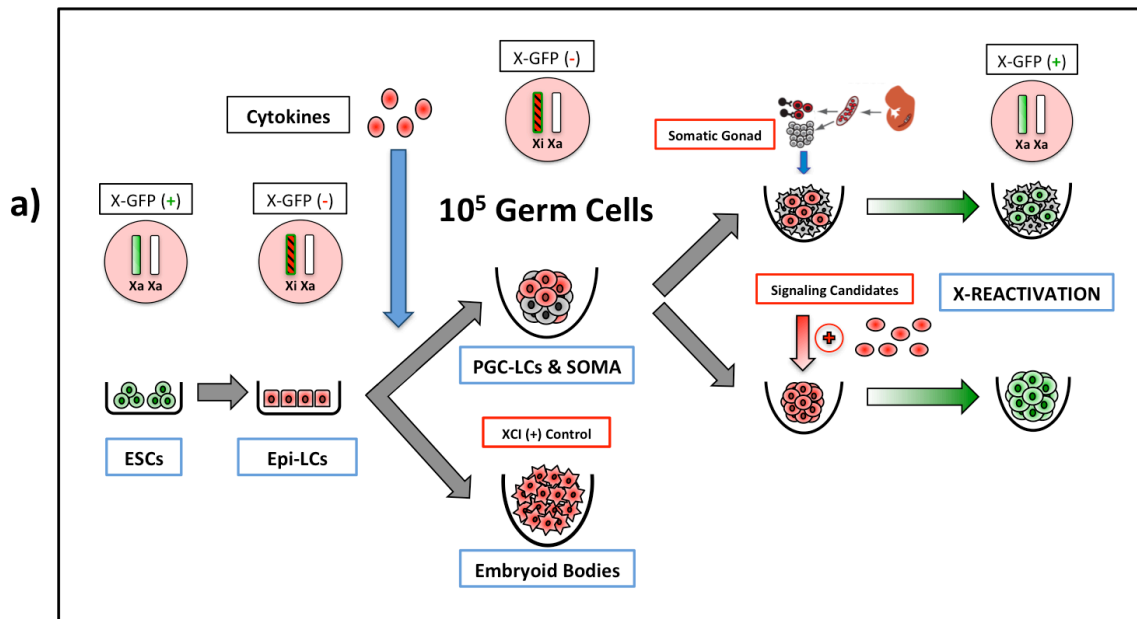 a)
X-GFP (+)
Xa Xa
ESCs
X-GFP (-)
Xi Xa
Epi-LCs
Cytokines
X-GFP (-)
Xi Xa
10⁵ Germ Cells
PGC-LCs & SOMA
XCI (+) Control
Embryoid Bodies
Somatic Gonad
X-GFP (+)
Xa Xa
Signaling Candidates
+
X-REACTIVATION